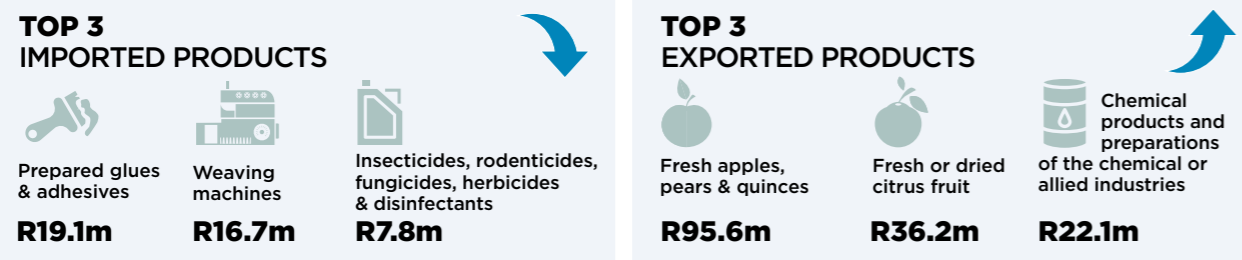 TOP 3
IMPORTED PRODUCTS
Prepared glues
& adhesives
R19.1m
Weaving
machines
R16.7m
Insecticides, rodenticides,
fungicides, herbicides
& disinfectants
R7.8m
TOP 3
EXPORTED PRODUCTS
Fresh apples,
pears & quinces
R95.6m
Fresh or dried
citrus fruit
R36.2m
Chemical
products and
preparations
of the chemical or
allied industries
R22.1m